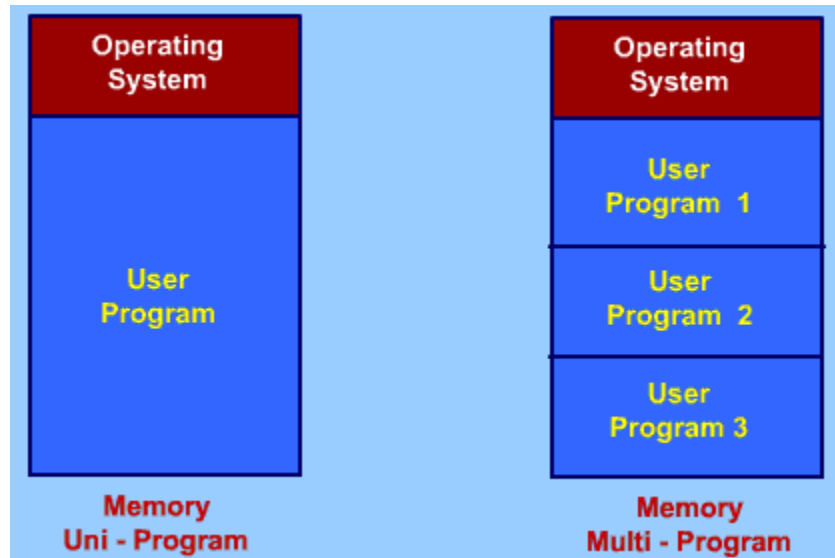 Operating
System
User
Program
Memory
Uni - Program
Operating
System
User
Program 1
User
Program 2
User
Program 3
Memory
Multi - Program